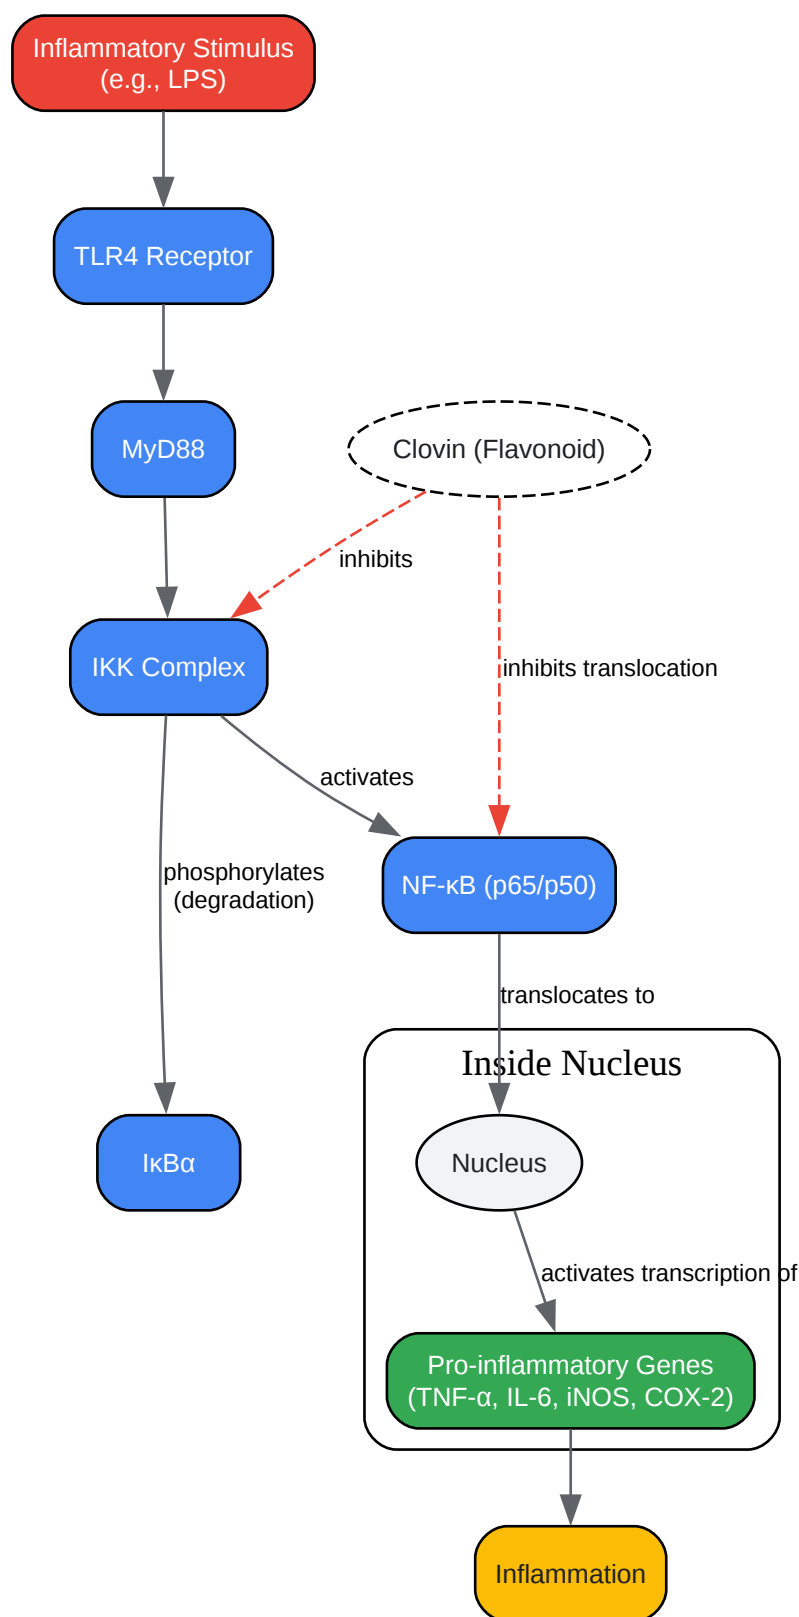 Inflammatory Stimulus
(e.g., LPS)
TLR4 Receptor
MyD88
Clovin (Flavonoid)
inhibits
IKK Complex
inhibits translocation
activates
phosphorylates
(degradation)
NF-κB (p65/p50)
translocates to
Inside Nucleus
IκBα
Nucleus
activates transcription of
Pro-inflammatory Genes
(TNF-α, IL-6, iNOS, COX-2)
Inflammation